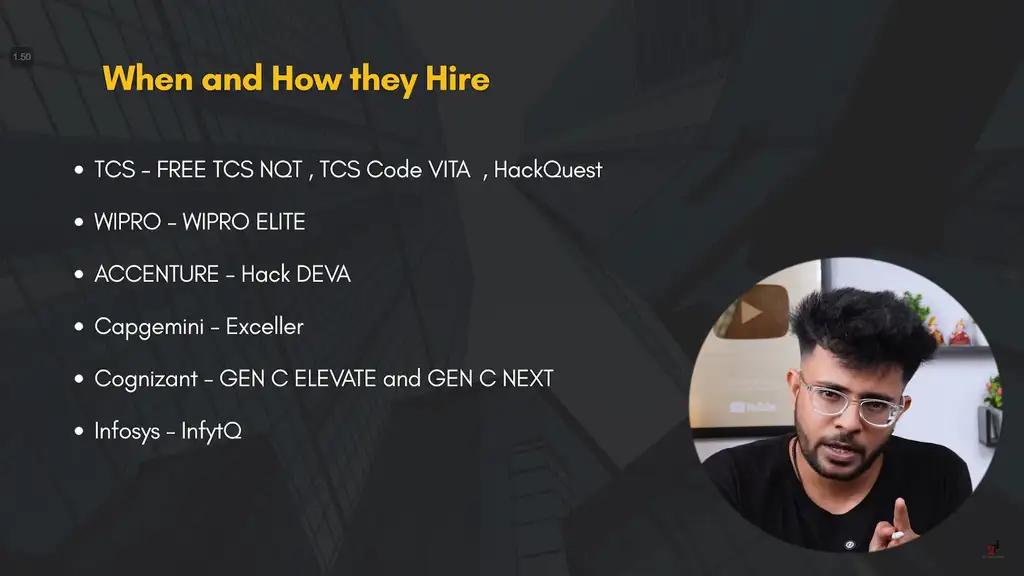 1.50
When and How they Hire
• TCS - FREE TCS NQT , TCS Code VITA , HackQuest
• WIPRO - WIPRO ELITE
• ACCENTURE - Hack DEVA
• Capgemini - Exceller
• Cognizant - GEN C ELEVATE and GEN C NEXT
• Infosys - InfytQ
YouTube